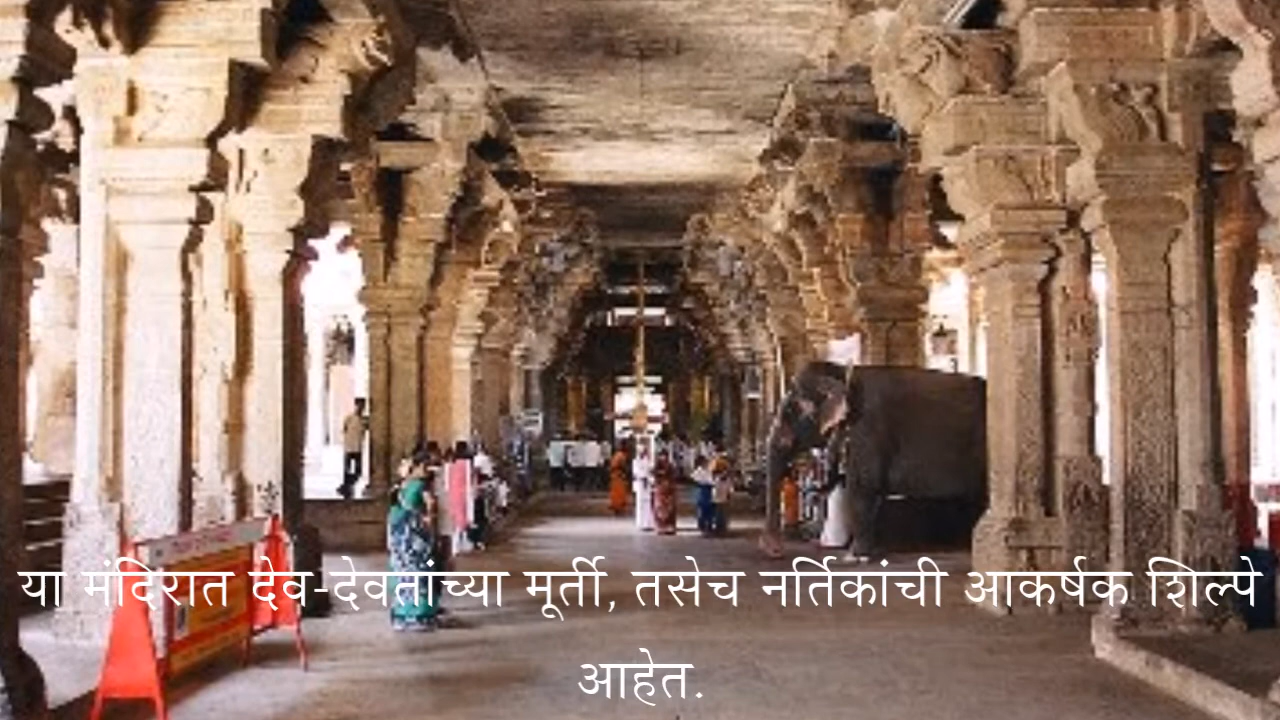 या मंदिरात देव-देवतांच्या मूर्ती, तसेच नर्तिकांची आकर्षक शिल्पे
आहेत.